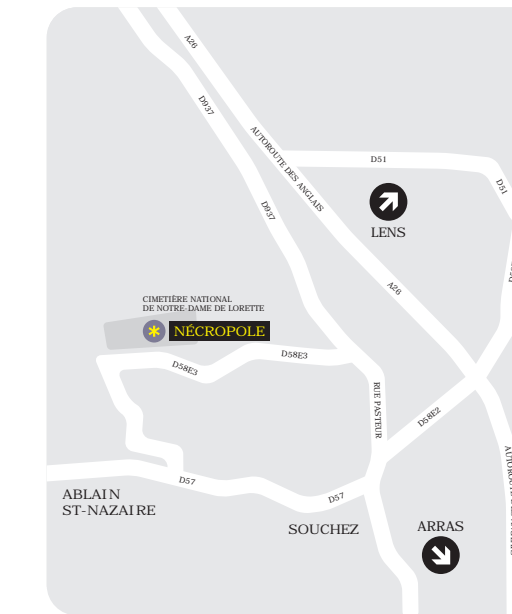 A26
D937
AUTOROUTE DES ANGLAIS
D51
D51
D937
LENS
A26
CIMETIÈRE NATIONAL
DE NOTRE-DAME DE LORETTE
NÉCROPOLE
D58E3
D58E3
RUE PASTEUR
D58E2
D57
D57
ABLAIN
ST-NAZAIRE
SOUCHEZ
ARRAS